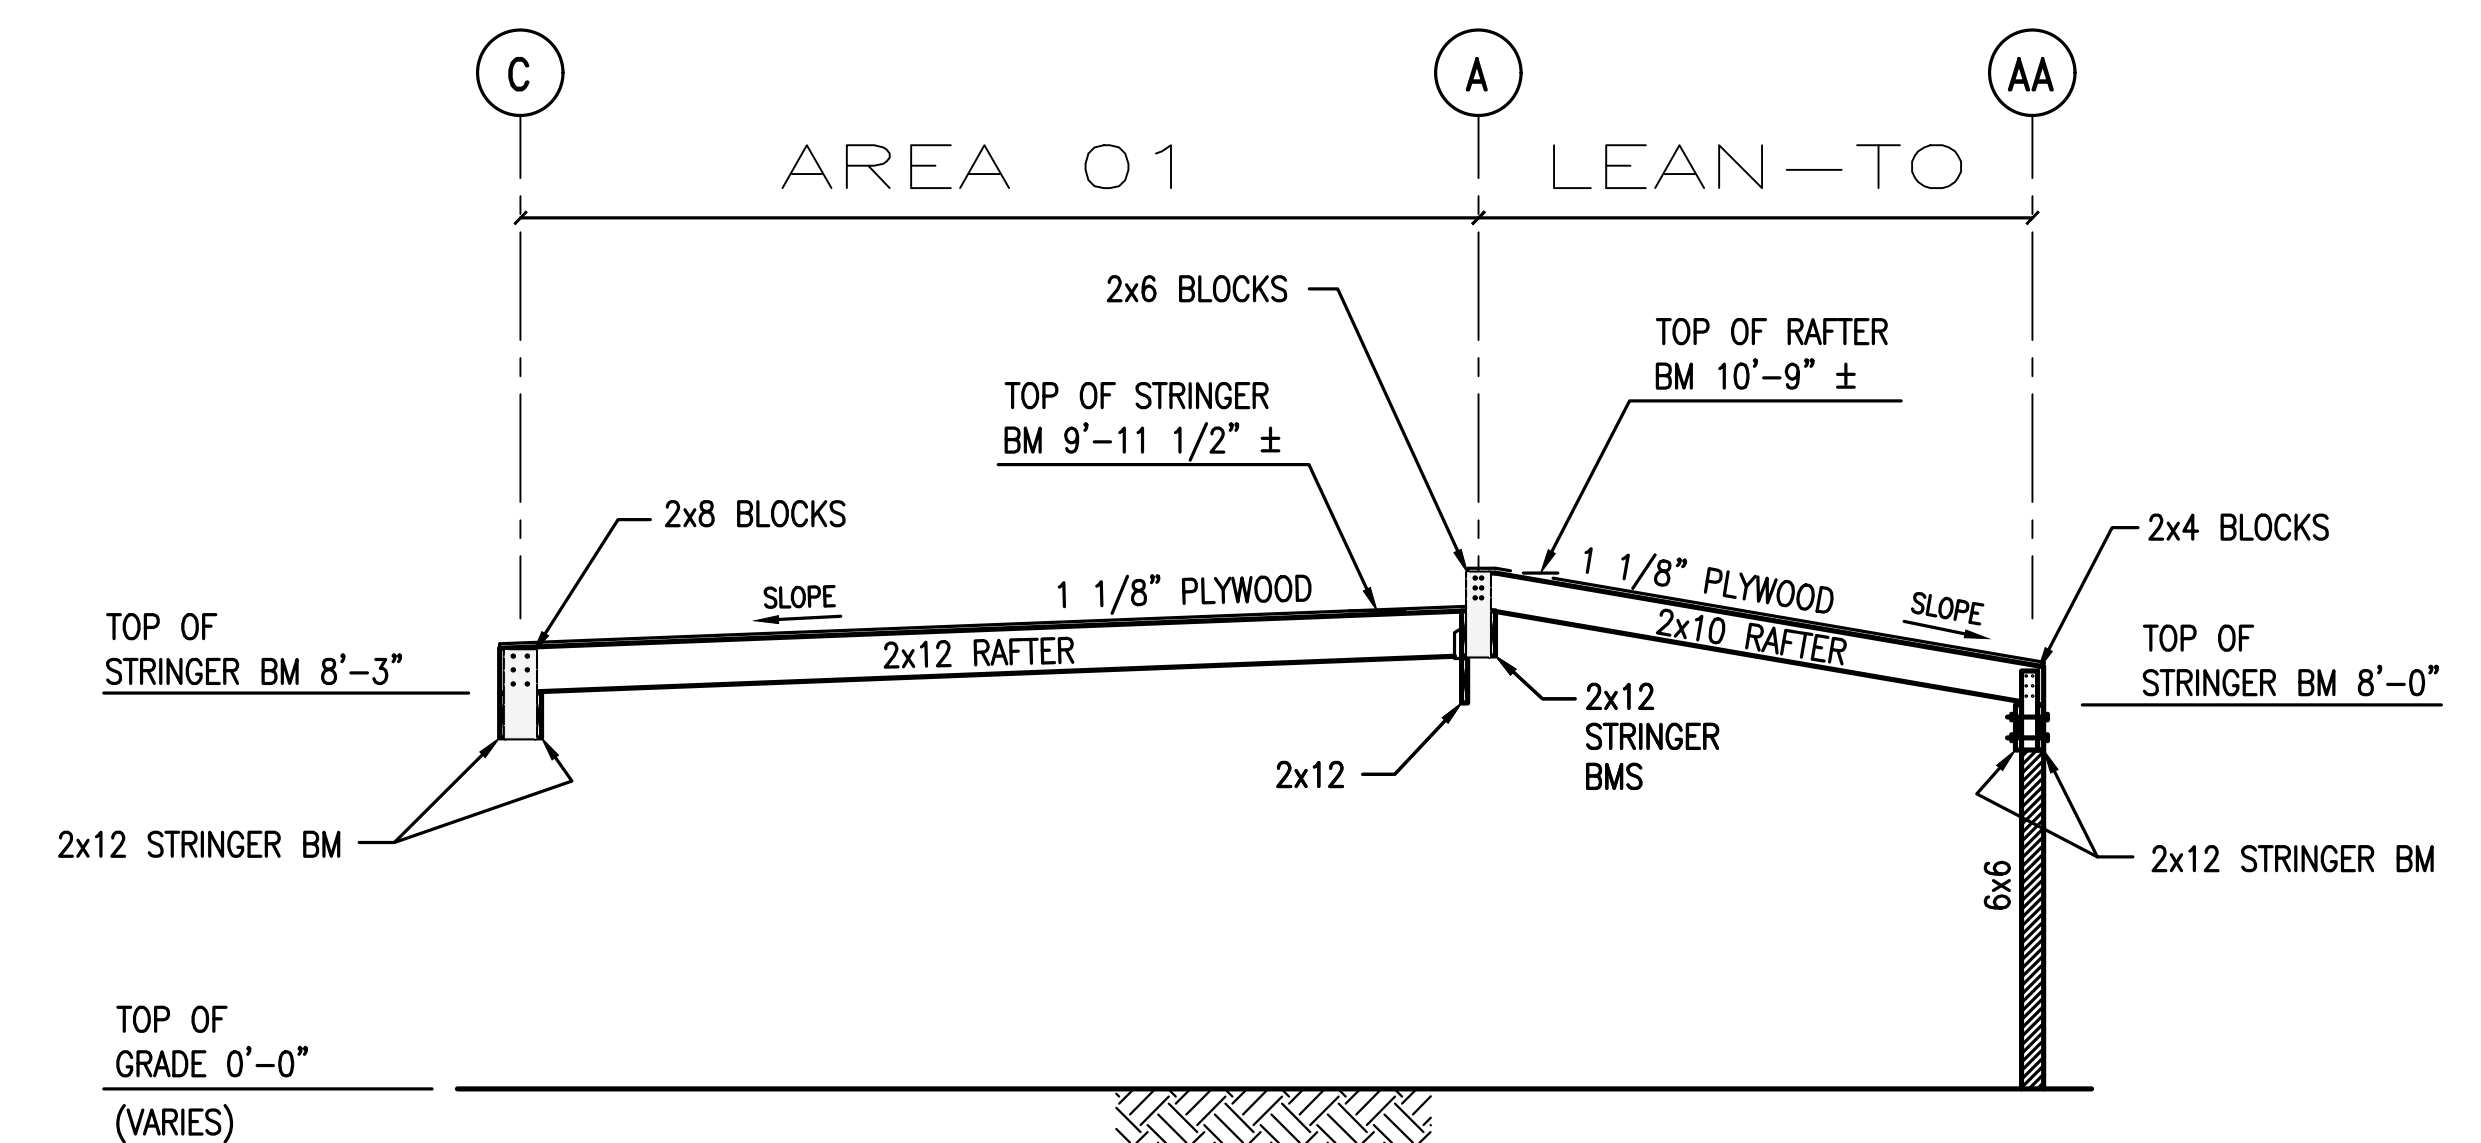 C
A
AA
AREA 01
LEAN-TO
2x6 BLOCKS
TOP OF RAFTER
BM 10'-9" ±
TOP OF STRINGER
BM 9'-11 1/2" ±
2x8 BLOCKS
2x4 BLOCKS
SLOPE
1 1/8" PLYWOOD
1 1/8" PLYWOOD
SLOPE
TOP OF
STRINGER BM 8'-3"
2x12 RAFTER
2x10 RAFTER
TOP OF
STRINGER BM 8'-0"
2x12
STRINGER
BMS
2x12
2x12 STRINGER BM
2x12 STRINGER BM
6x6
TOP OF
GRADE 0'-0"
(VARIES)